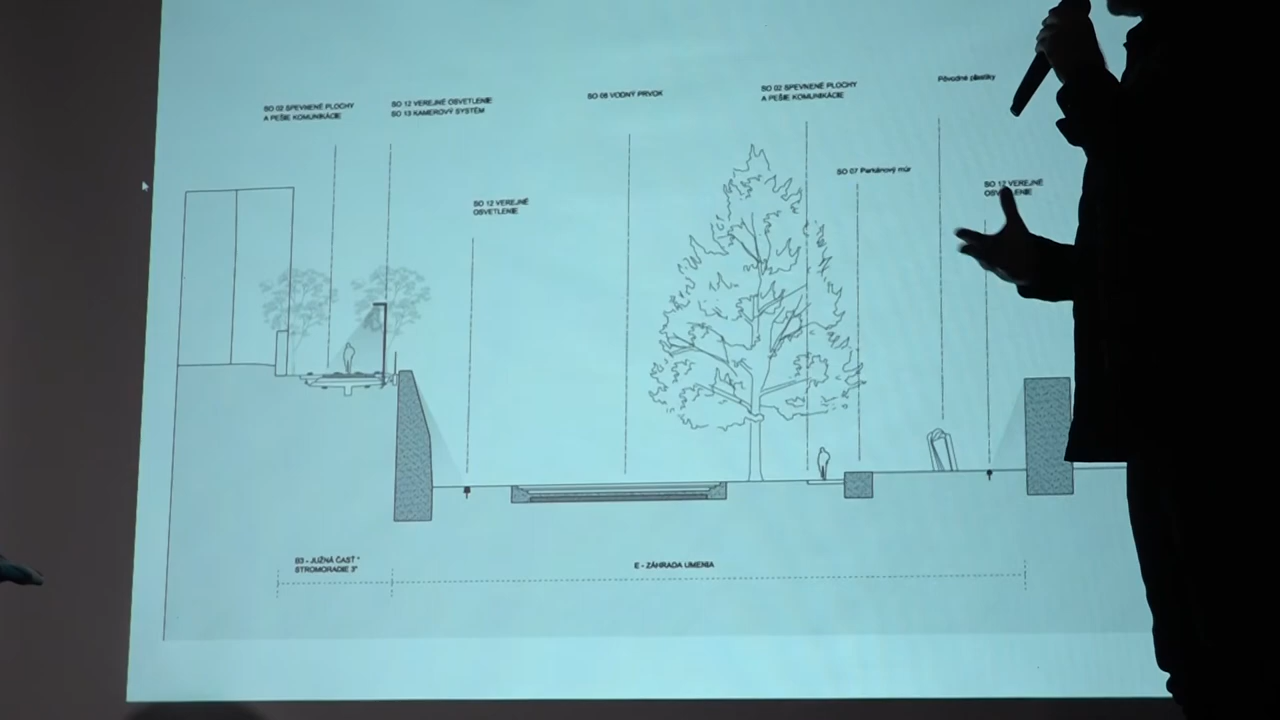 SO 02 SPEVNENÉ PLOCHY
A PEŠIE KOMUNIKÁCIE
SO 12 VEREJNÉ OSVETLENIE
SO 13 KAMEROVÝ SYSTÉM
SO 08 VODNÝ PRVOK
SO 02 SPEVNENÉ PLOCHY
A PEŠIE KOMUNIKÁCIE
Pôvodné plastiky
SO 12 VEREJNÉ
OSVETLENIE
SO 07 Parkánový múr
SO 12 VEREJNÉ
B3 - JUŽNÁ ČASŤ "
STROMORADIE 3"
E - ZÁHRADA UMENIA